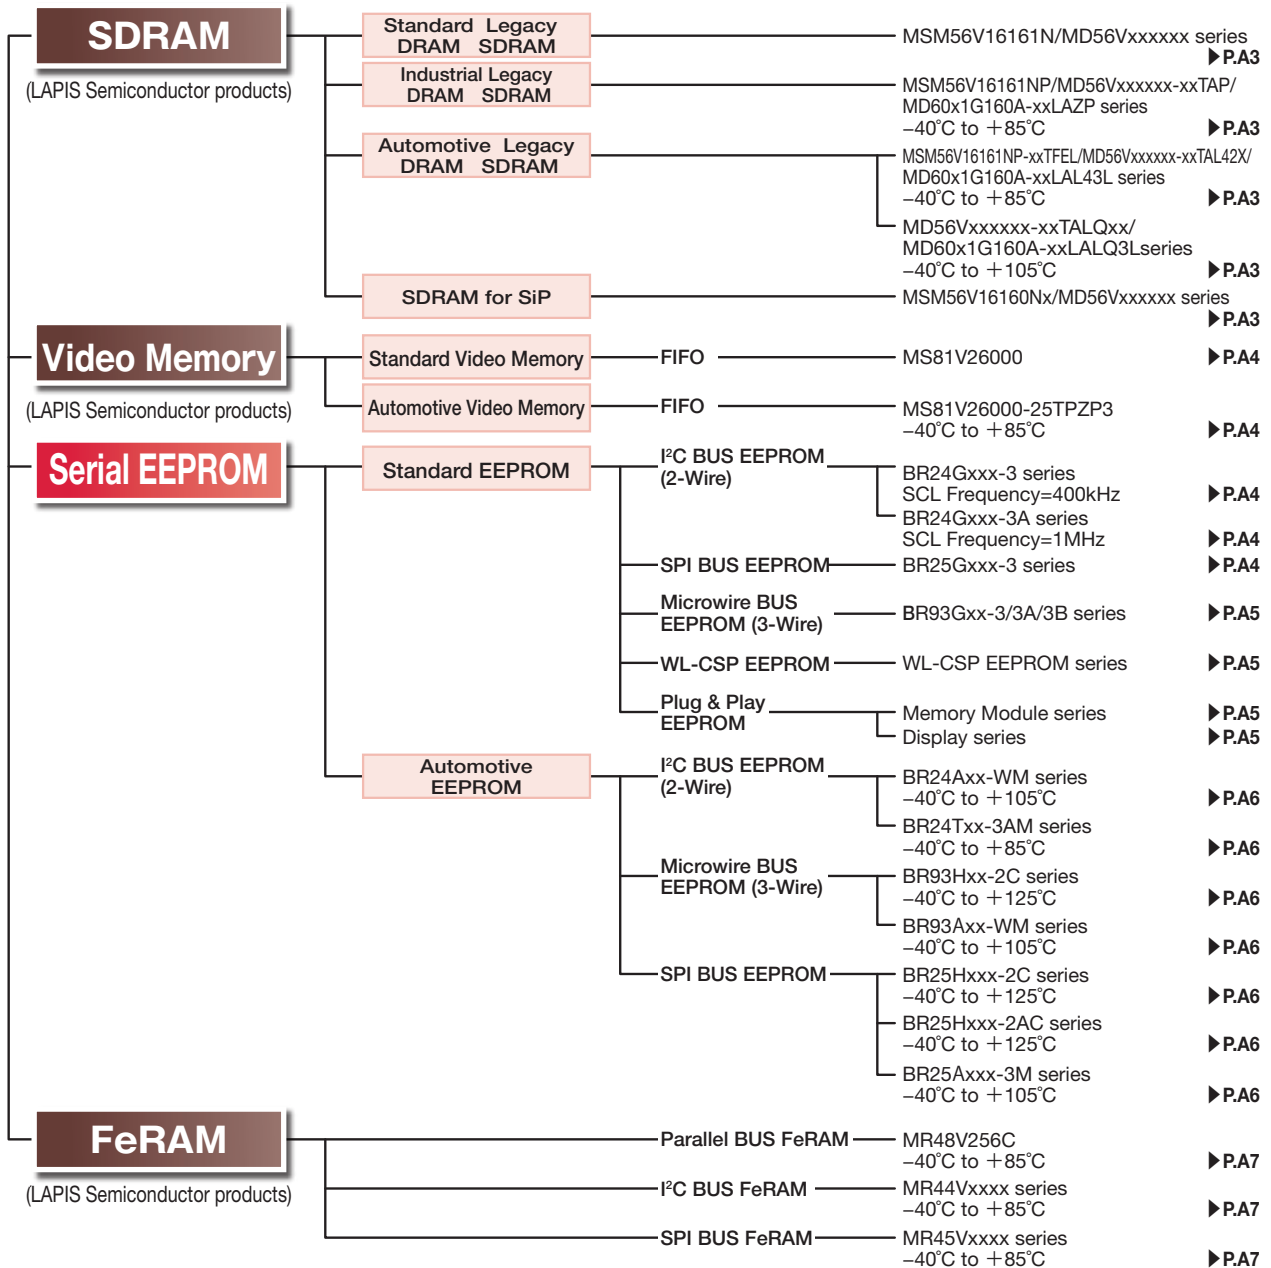 SDRAM
(LAPIS Semiconductor products)
Standard Legacy
DRAM SDRAM
MSM56V16161N/MD56Vxxxxxx series
▶P.A3
Industrial Legacy
DRAM SDRAM
MSM56V16161NP/MD56Vxxxxxx-xxTAP/
MD60x1G160A-xxLAZP series
−40˚C to +85˚C ▶P.A3
Automotive Legacy
DRAM SDRAM
MSM56V16161NP-xxTFEL/MD56Vxxxxxx-xxTAL42X/
MD60x1G160A-xxLAL43L series
−40˚C to +85˚C ▶P.A3
MD56Vxxxxxx-xxTALQxx/
MD60x1G160A-xxLALQ3Lseries
−40˚C to +105˚C ▶P.A3
SDRAM for SiP
MSM56V16160Nx/MD56Vxxxxxx series
▶P.A3
Video Memory
(LAPIS Semiconductor products)
Standard Video Memory
FIFO
MS81V26000 ▶P.A4
Automotive Video Memory
FIFO
MS81V26000-25TPZP3
−40˚C to +85˚C ▶P.A4
Serial EEPROM
Standard EEPROM
I²C BUS EEPROM
(2-Wire)
BR24Gxxx-3 series
SCL Frequency=400kHz ▶P.A4
BR24Gxxx-3A series
SCL Frequency=1MHz ▶P.A4
SPI BUS EEPROM
BR25Gxxx-3 series ▶P.A4
Microwire BUS
EEPROM (3-Wire)
BR93Gxx-3/3A/3B series ▶P.A5
WL-CSP EEPROM
WL-CSP EEPROM series ▶P.A5
Plug & Play
EEPROM
Memory Module series ▶P.A5
Display series ▶P.A5
Automotive
EEPROM
I²C BUS EEPROM
(2-Wire)
BR24Axx-WM series
−40˚C to +105˚C ▶P.A6
BR24Txx-3AM series
−40˚C to +85˚C ▶P.A6
Microwire BUS
EEPROM (3-Wire)
BR93Hxx-2C series
−40˚C to +125˚C ▶P.A6
BR93Axx-WM series
−40˚C to +105˚C ▶P.A6
SPI BUS EEPROM
BR25Hxxx-2C series
−40˚C to +125˚C ▶P.A6
BR25Hxxx-2AC series
−40˚C to +125˚C ▶P.A6
BR25Axxx-3M series
−40˚C to +105˚C ▶P.A6
FeRAM
(LAPIS Semiconductor products)
Parallel BUS FeRAM
MR48V256C
−40˚C to +85˚C ▶P.A7
I²C BUS FeRAM
MR44Vxxxx series
−40˚C to +85˚C ▶P.A7
SPI BUS FeRAM
MR45Vxxxx series
−40˚C to +85˚C ▶P.A7